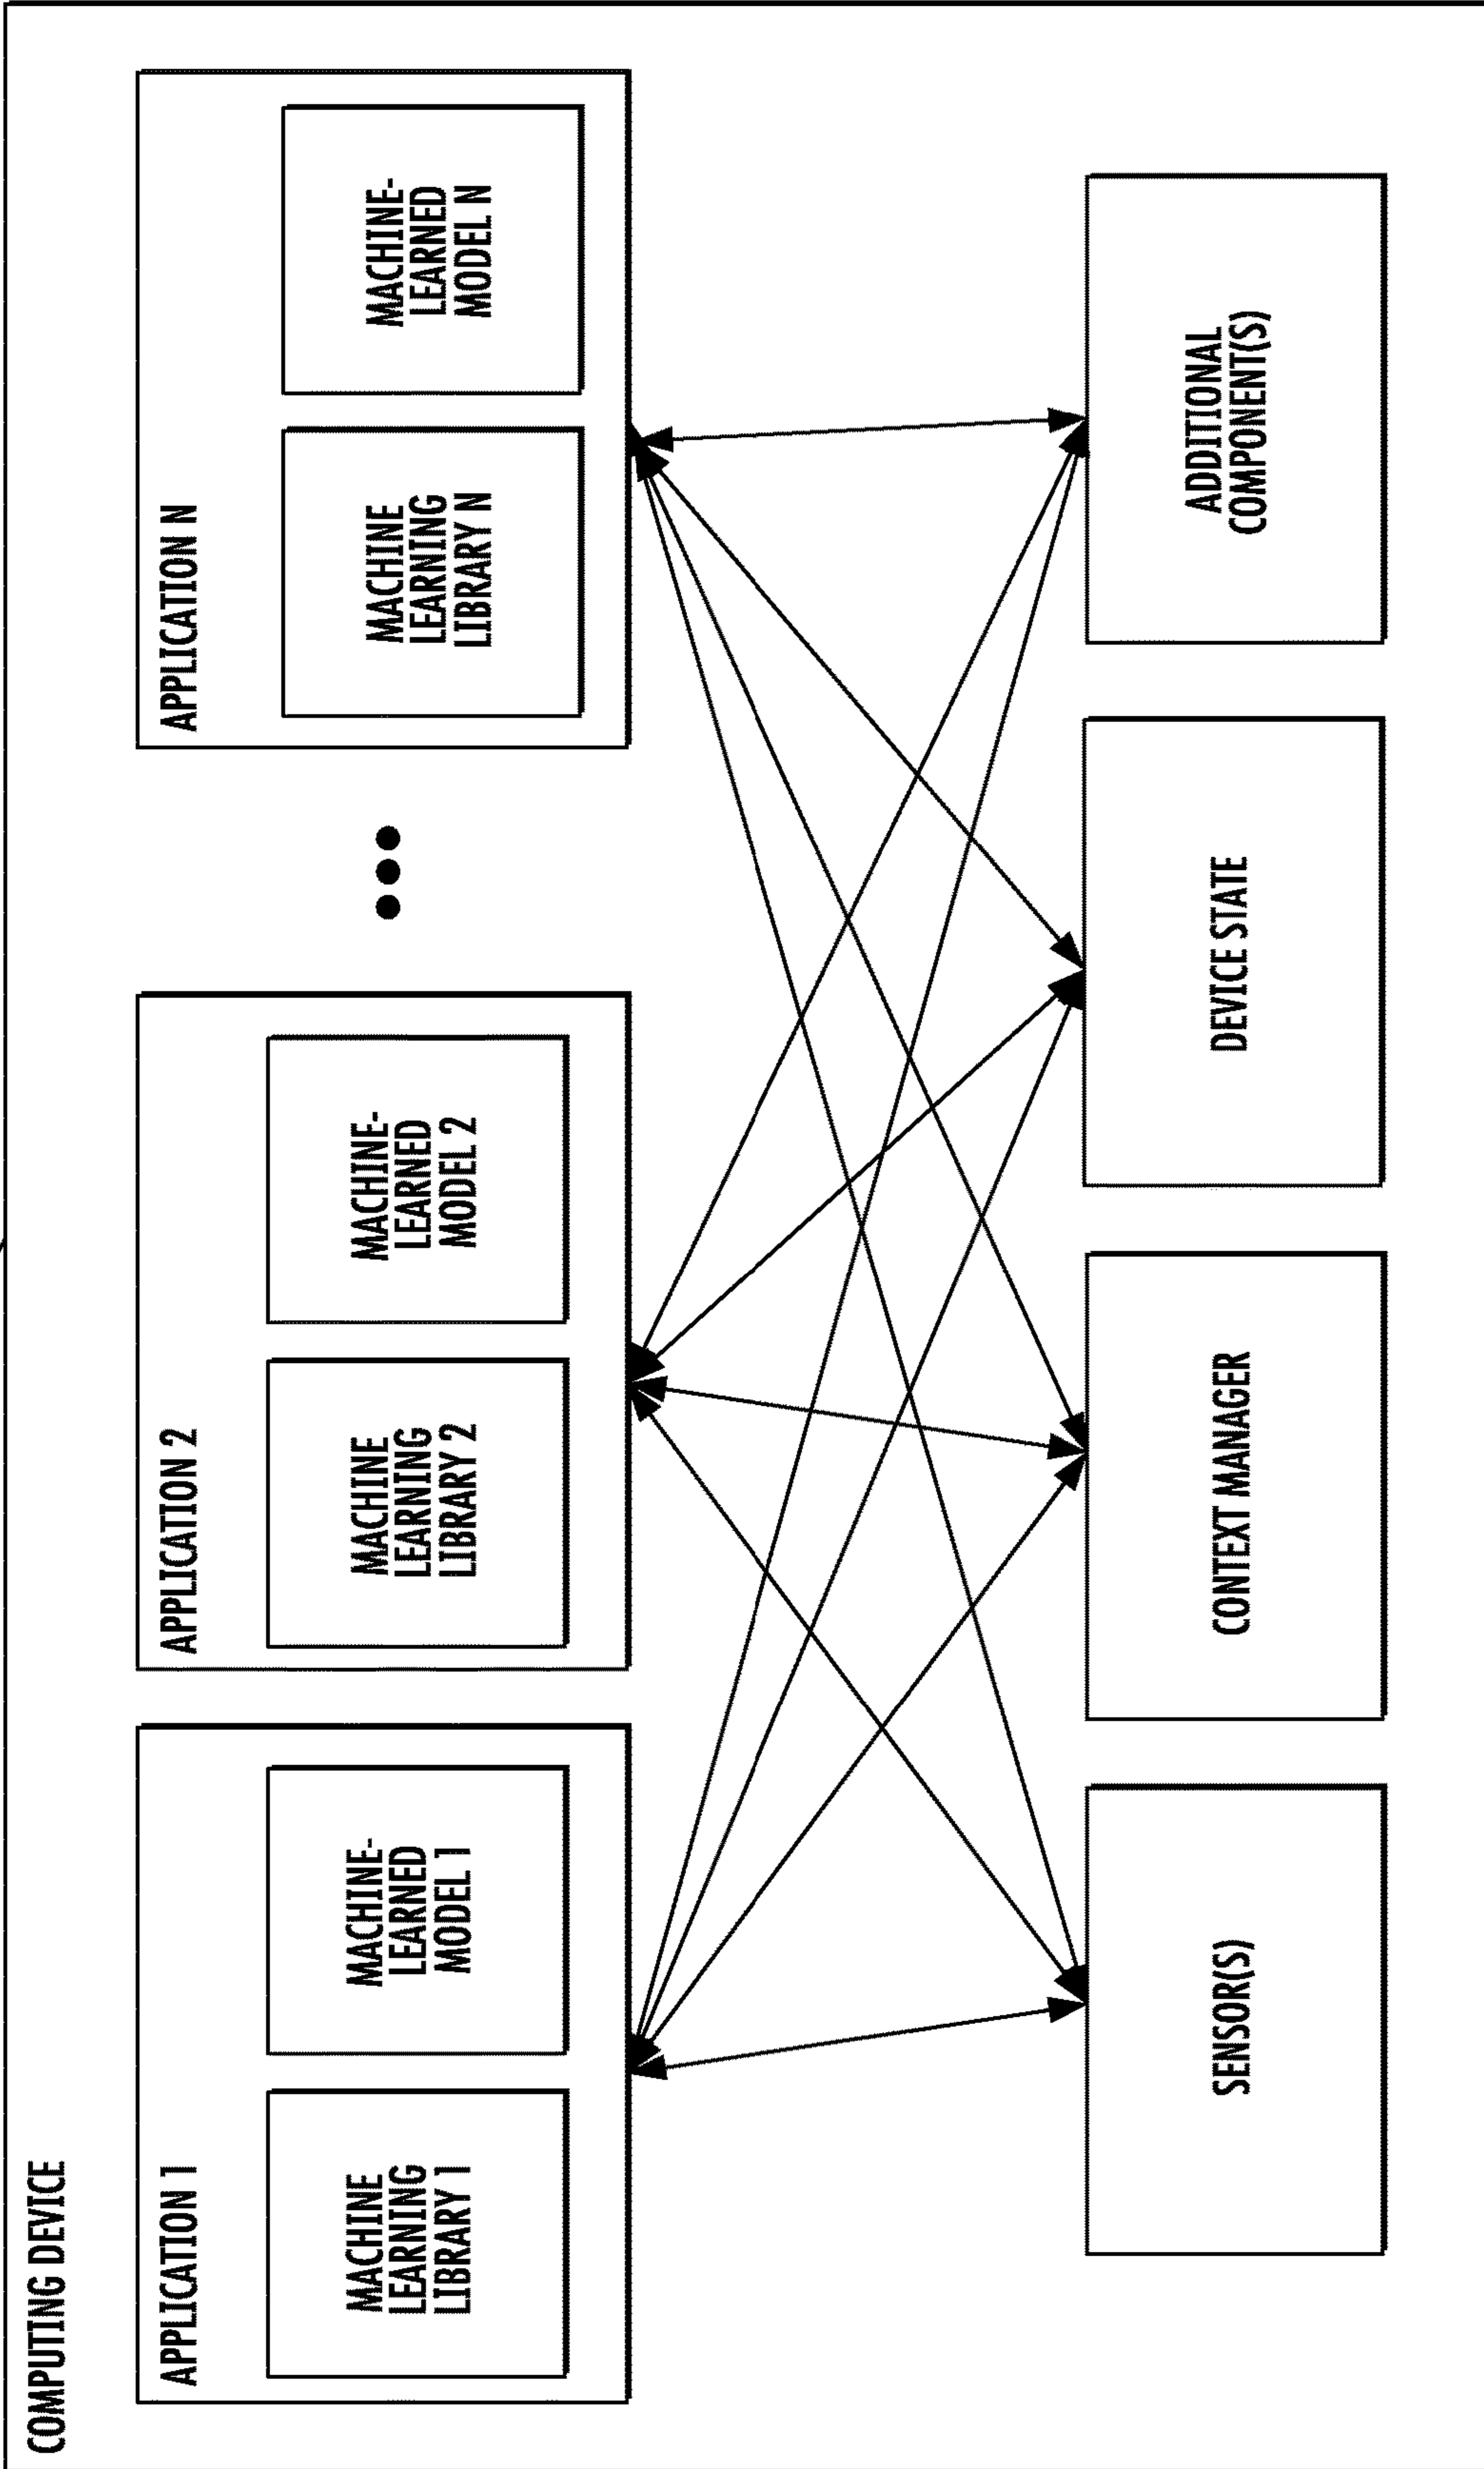 COMPUTING DEVICE
APPLICATION 1
MACHINE
LEARNING
LIBRARY 1
MACHINE-
LEARNED
MODEL 1
APPLICATION 2
MACHINE
LEARNING
LIBRARY 2
MACHINE-
LEARNED
MODEL 2
APPLICATION N
MACHINE
LEARNING
LIBRARY N
MACHINE-
LEARNED
MODEL N
SENSOR(S)
CONTEXT MANAGER
DEVICE STATE
ADDITIONAL
COMPONENT(S)